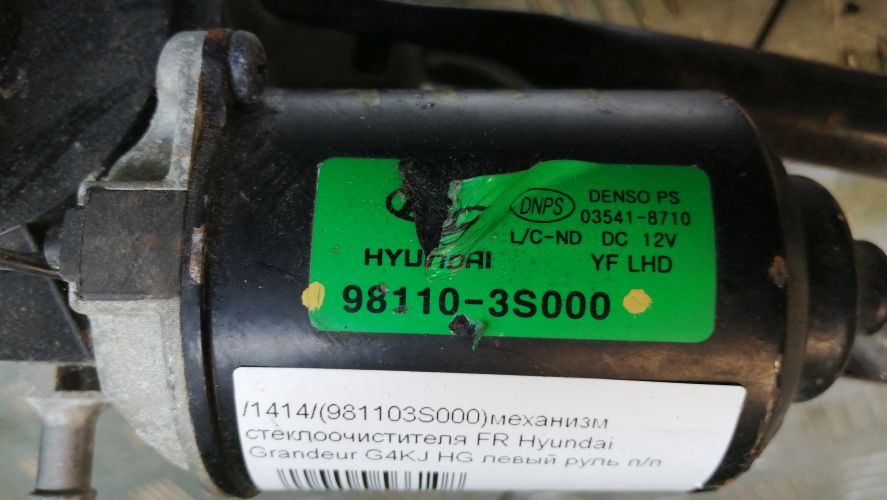 DNPS
DENSO PS
03541-8710
L/C-ND DC 12V
HYUNDAI
YF LHD
98110-3S000
/1414/(981103S000)механизм
стеклоочистителя FR Hyundai
Grandeur G4KJ HG левый руль п/п